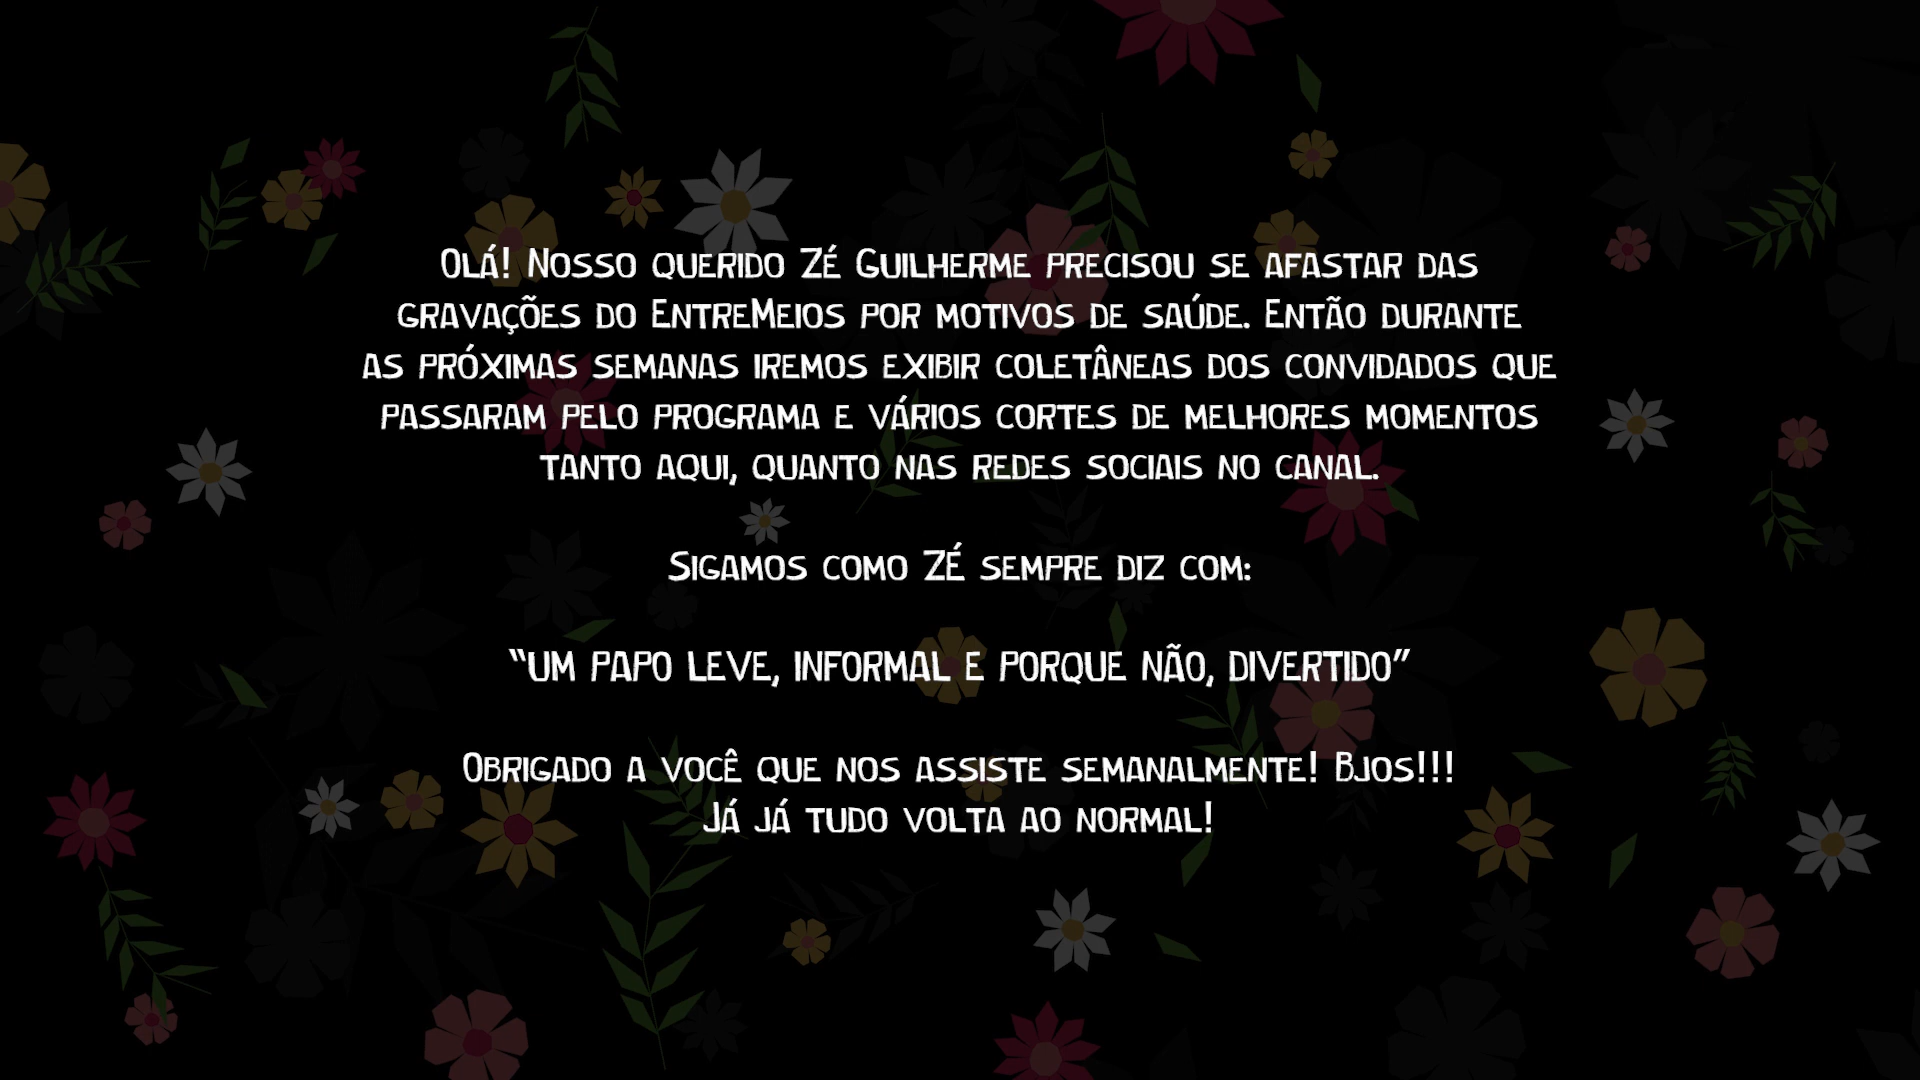 Olá! Nosso querido Zé Guilherme precisou se afastar das
gravações do EntreMeios por motivos de saúde. Então durante
as próximas semanas iremos exibir coletâneas dos convidados que
passaram pelo programa e vários cortes de melhores momentos
tanto aqui, quanto nas redes sociais no canal.
Sigamos como ZÉ sempre diz com:
“UM PAPO LEVE, INFORMAL E PORQUE NÃO, DIVERTIDO”
Obrigado a você que nos assiste semanalmente! Bjos!!!
Já já tudo volta ao normal!